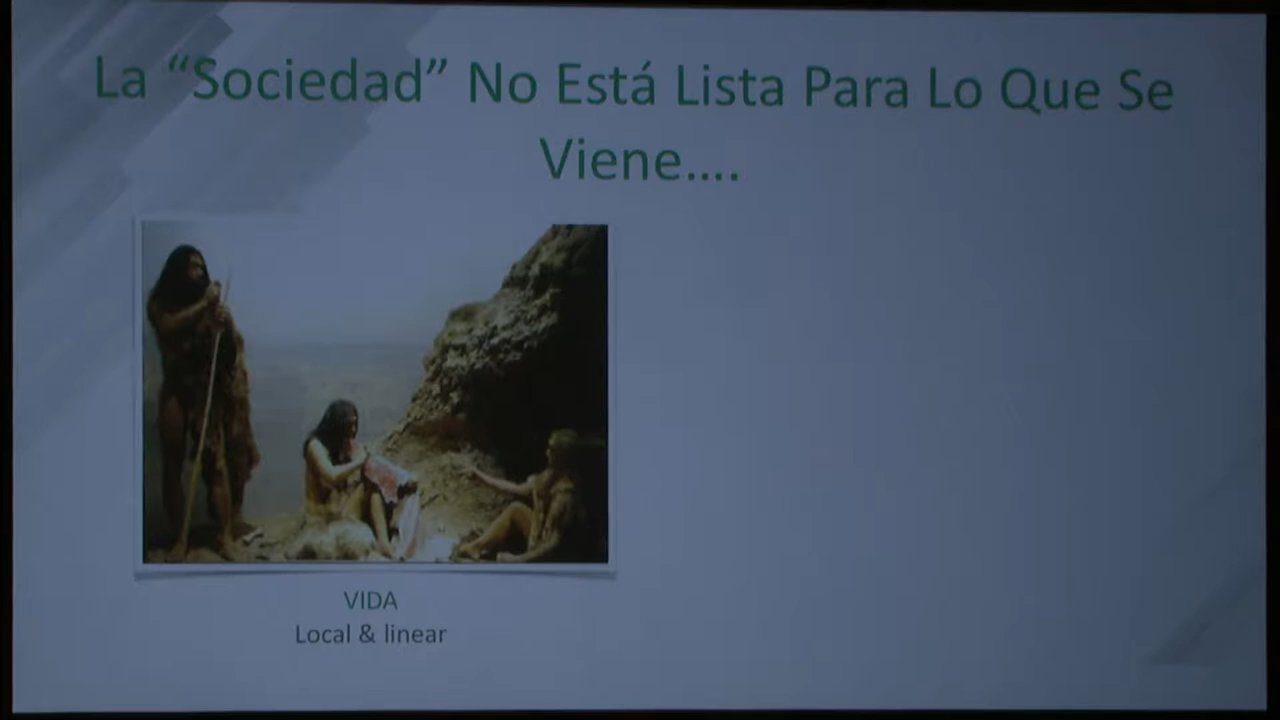 La “Sociedad” No Está Lista Para Lo Que Se
Viene....
VIDA
Local & linear